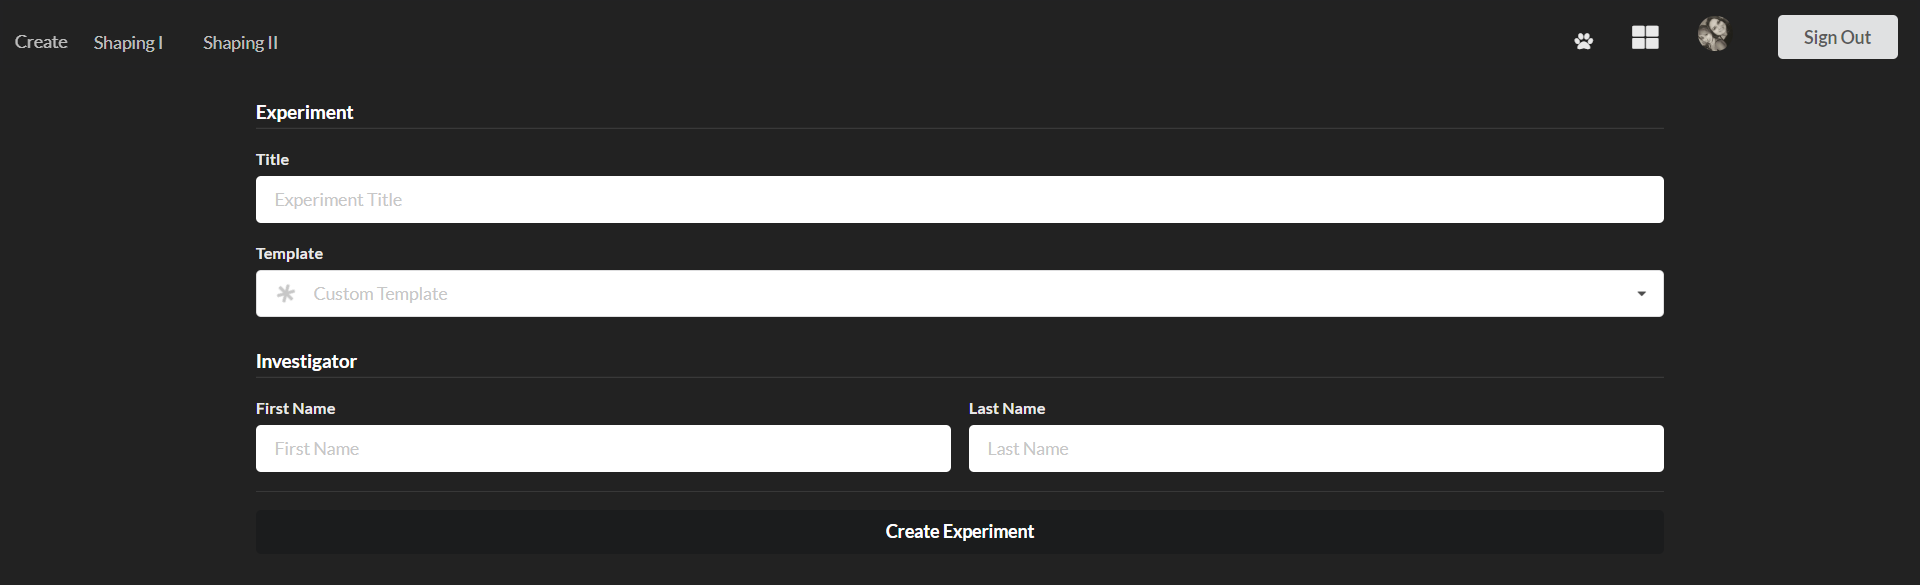 Create Shaping I Shaping II Sign Out
Experiment
Title
Experiment Title
Template
Custom Template
Investigator
First Name Last Name
First Name Last Name
Create Experiment